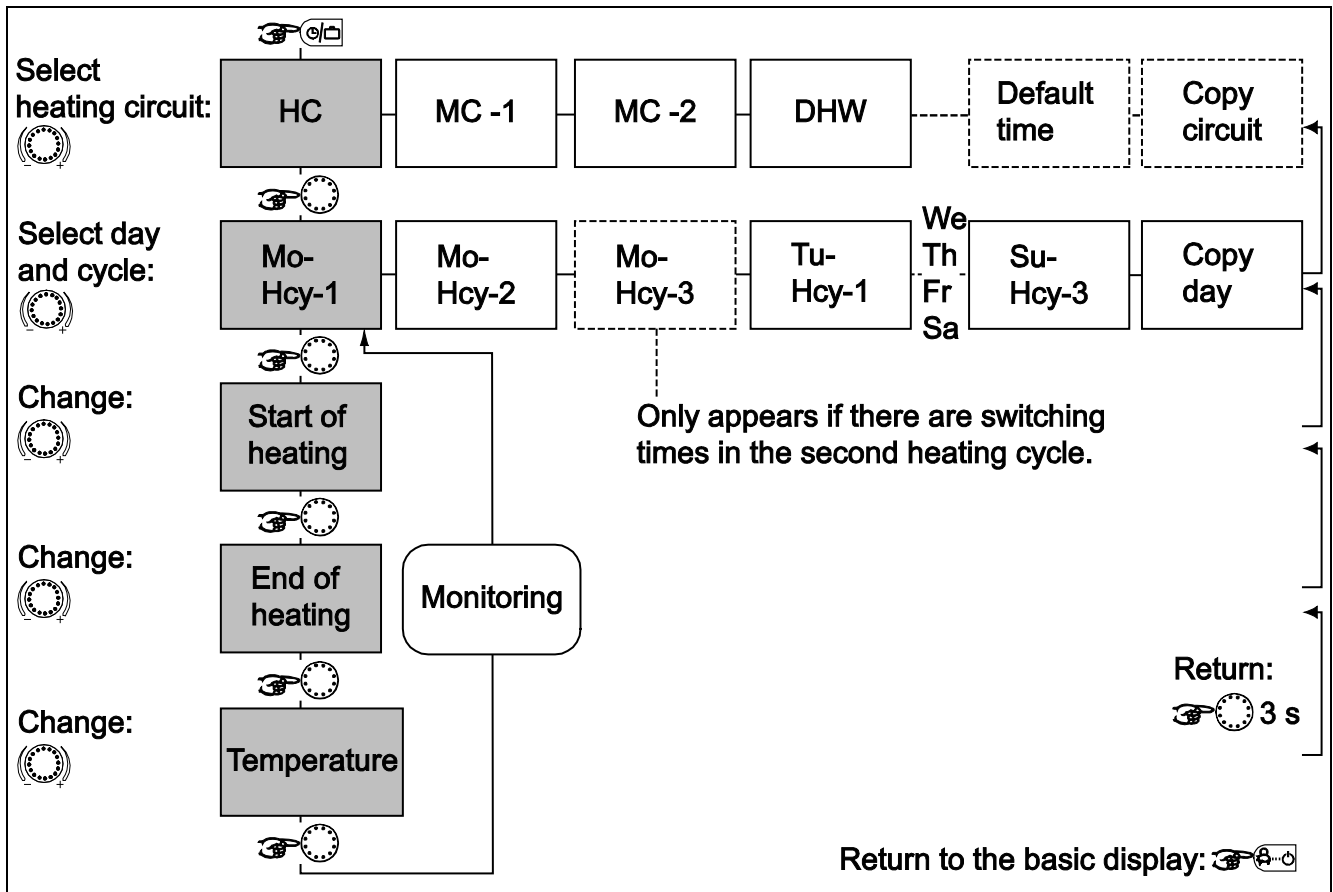 Select
heating circuit:
HC
MC -1
MC -2
DHW
Default
time
Copy
circuit
Select day
and cycle:
Mo-
Hcy-1
Mo-
Hcy-2
Mo-
Hcy-3
Tu-
Hcy-1
We
Th
Fr
Sa
Su-
Hcy-3
Copy
day
Change:
Start of
heating
Only appears if there are switching
times in the second heating cycle.
Change:
End of
heating
Monitoring
Change:
Temperature
Return:
3 s
Return to the basic display: